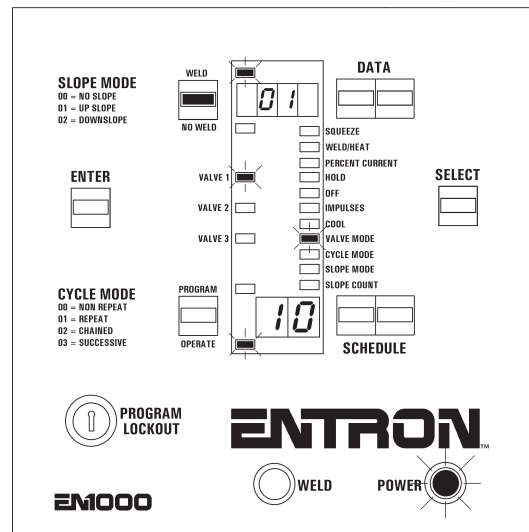 SLOPE MODE
00 = NO SLOPE
01 = UP SLOPE
02 = DOWNSLOPE
WELD
NO WELD
01
DATA
SQUEEZE
WELD/HEAT
PERCENT CURRENT
HOLD
OFF
IMPULSES
COOL
VALVE MODE
CYCLE MODE
SLOPE MODE
SLOPE COUNT
ENTER
VALVE 1
VALVE 2
VALVE 3
SELECT
CYCLE MODE
00 = NON REPEAT
01 = REPEAT
02 = CHAINED
03 = SUCCESSIVE
PROGRAM
OPERATE
10
SCHEDULE
PROGRAM
LOCKOUT
ENTRON™
EN1000
WELD
POWER